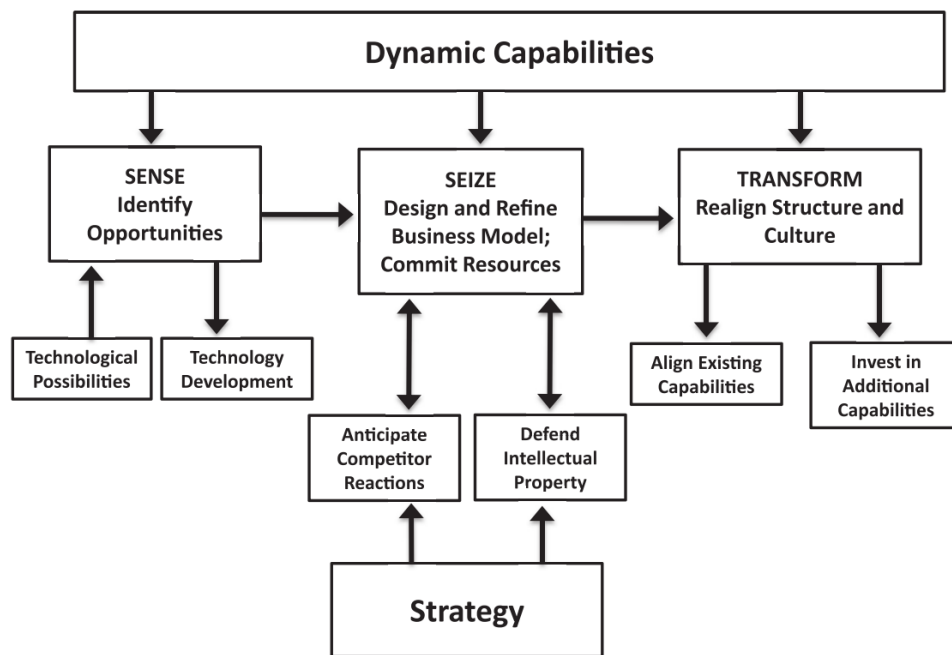 Dynamic Capabilities
SENSE
Identify
Opportunities
SEIZE
Design and Refine
Business Model;
Commit Resources
TRANSFORM
Realign Structure and
Culture
Technological
Possibilities
Technology
Development
Align Existing
Capabilities
Invest in
Additional
Capabilities
Anticipate
Competitor
Reactions
Defend
Intellectual
Property
Strategy